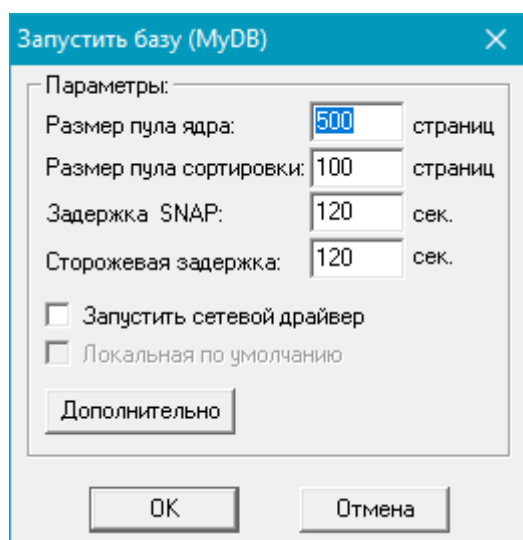 Запустить базу (MyDB)
Параметры:
Размер пула ядра: 500 страниц
Размер пула сортировки: 100 страниц
Задержка SNAP: 120 сек.
Сторожевая задержка: 120 сек.
Запустить сетевой драйвер
Локальная по умолчанию
Дополнительно
OK Отмена